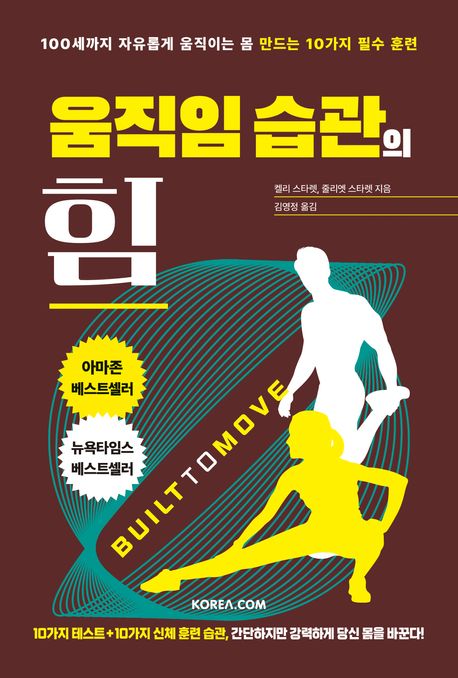 100세까지 자유롭게 움직이는 몸 만드는 10가지 필수 훈련
움직임 습관의
힘
켈리 스타렛, 줄리엣 스타렛 지음
김영정 옮김
아마존
베스트셀러
뉴욕타임스
베스트셀러
BUILT TO MOVE
KOREA.COM
10가지 테스트+10가지 신체 훈련 습관, 간단하지만 강력하게 당신 몸을 바꾼다!